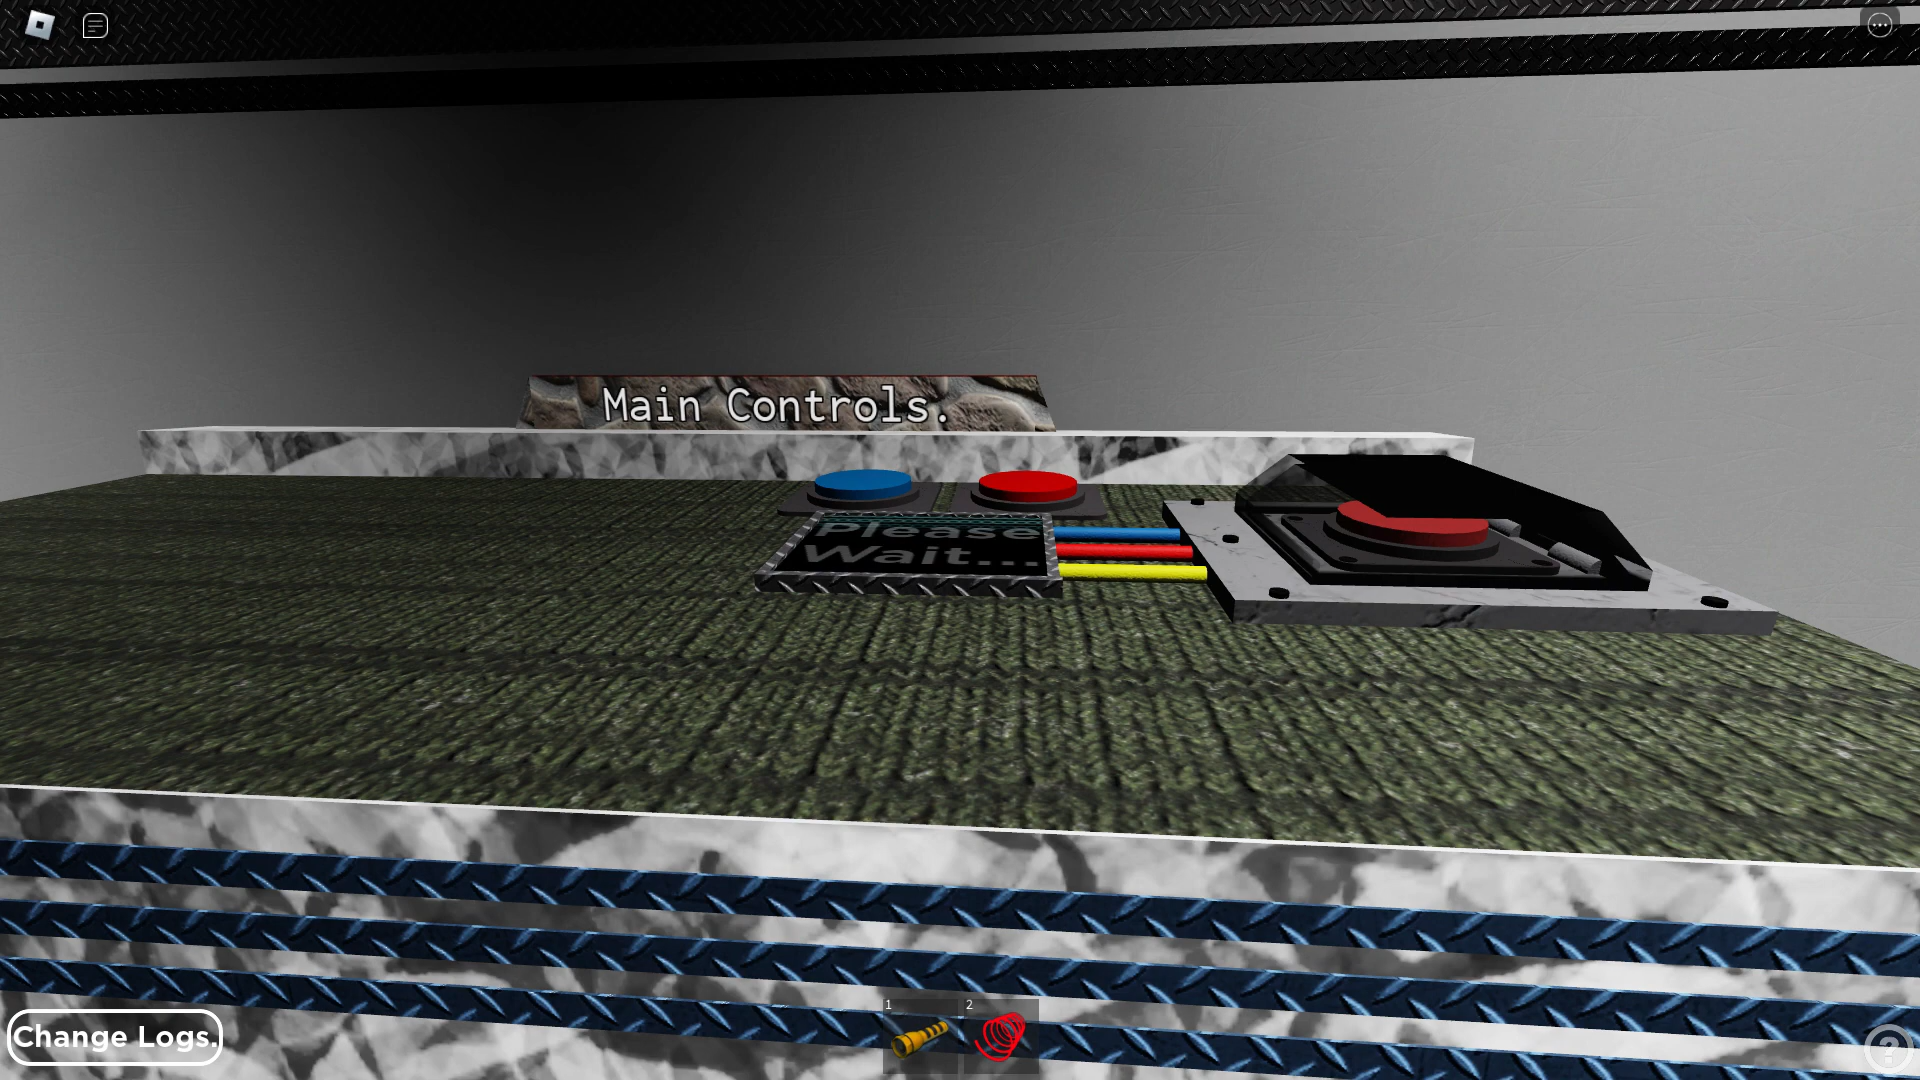 Main Controls.
Please
Wait...
1
2
Change Logs.
?